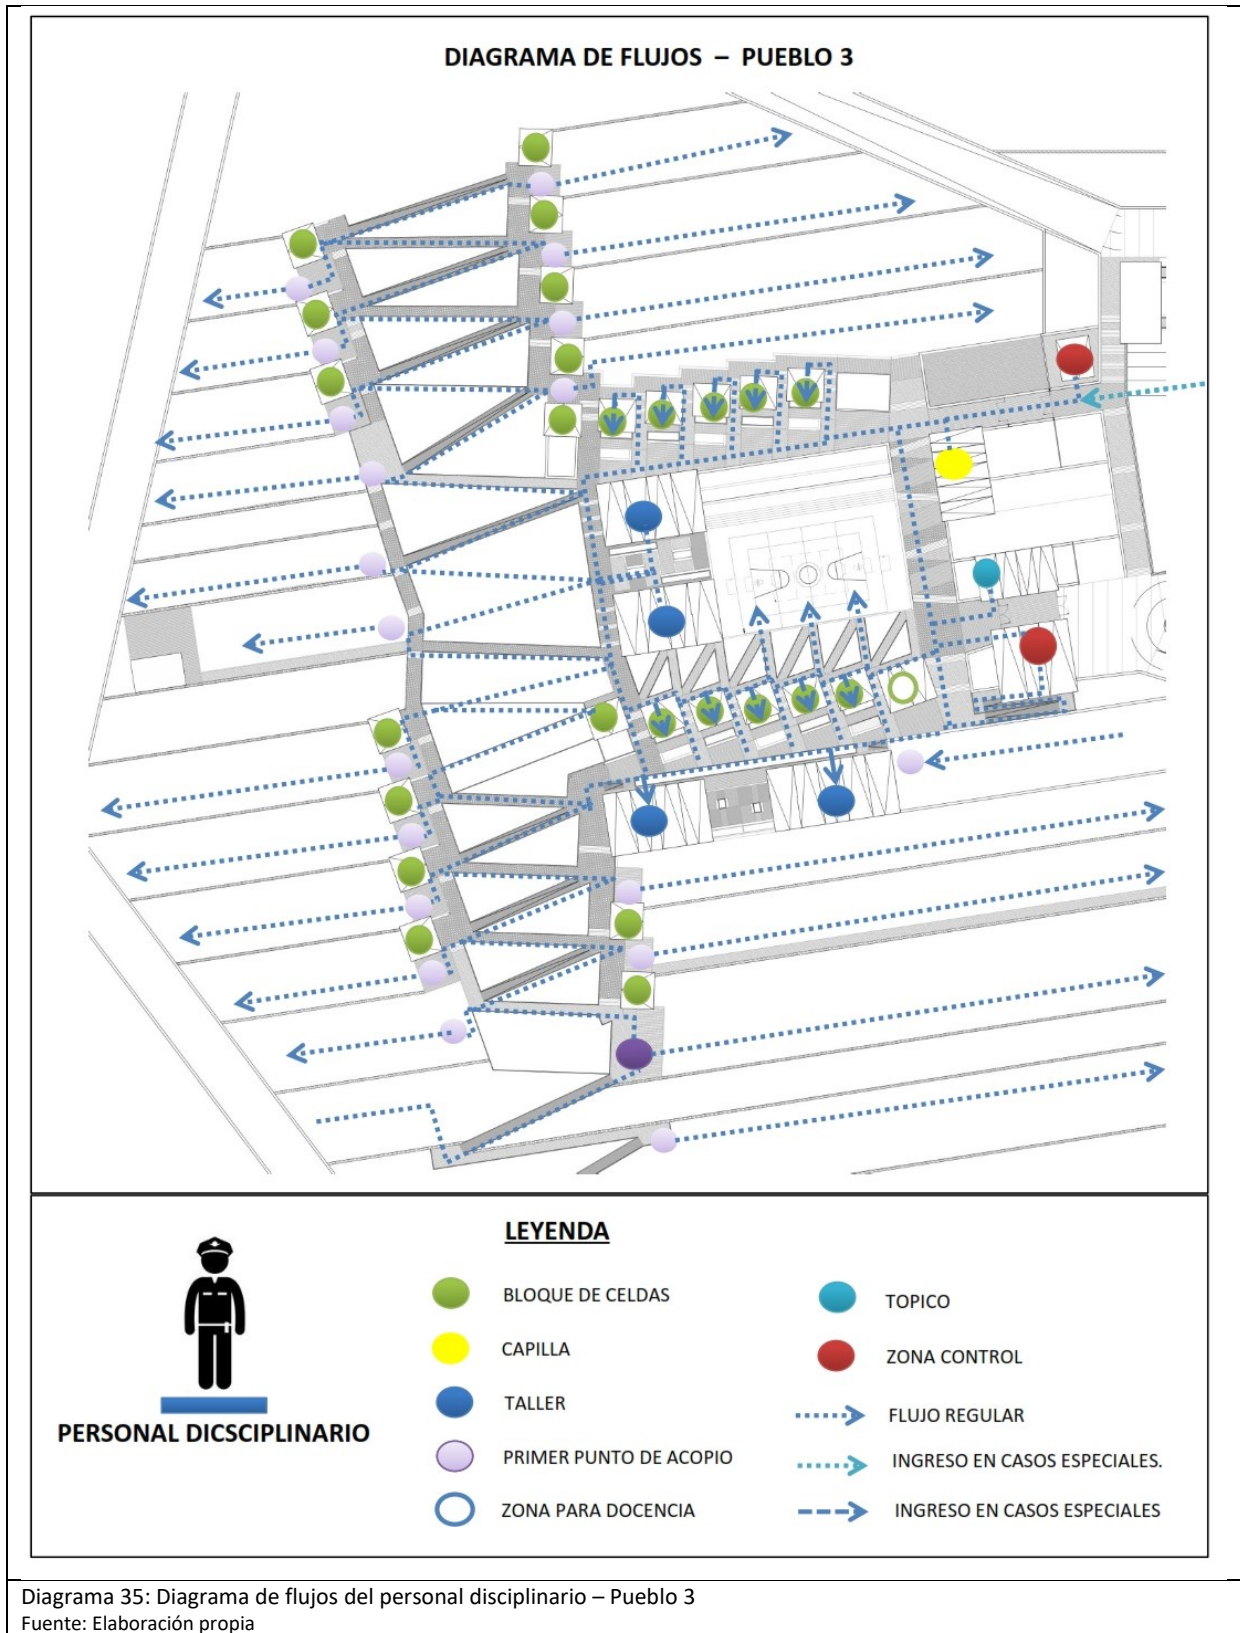 DIAGRAMA DE FLUJOS – PUEBLO 3
LEYENDA
BLOQUE DE CELDAS
CAPILLA
TALLER
PRIMER PUNTO DE ACOPIO
ZONA PARA DOCENCIA
TOPICO
ZONA CONTROL
FLUJO REGULAR
INGRESO EN CASOS ESPECIALES.
INGRESO EN CASOS ESPECIALES
PERSONAL DICSCIPLINARIO
Diagrama 35: Diagrama de flujos del personal disciplinario – Pueblo 3
Fuente: Elaboración propia